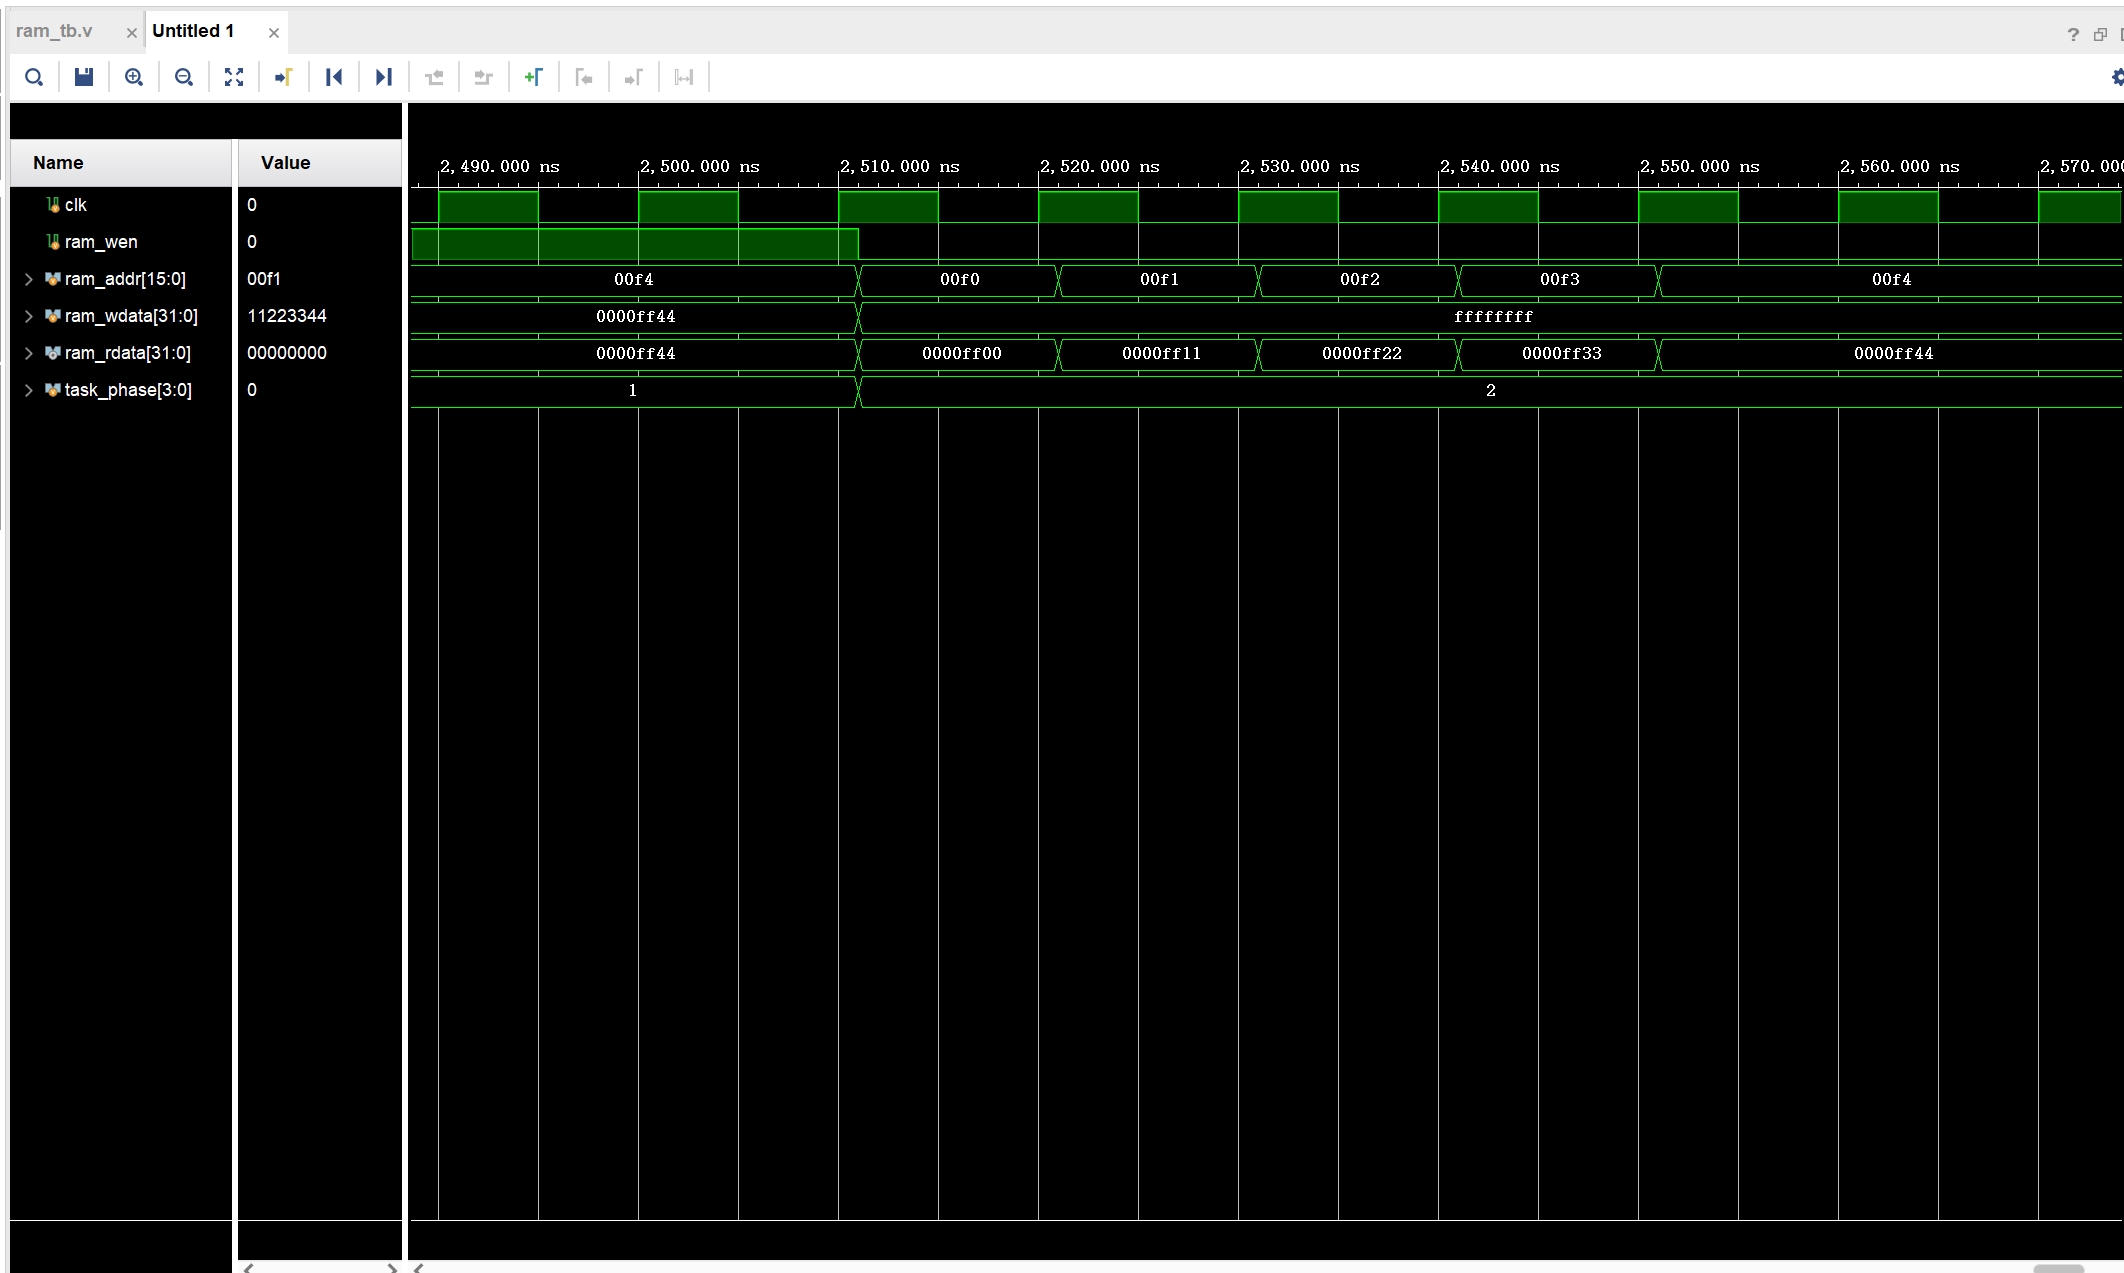 ram_tb.v × Untitled 1 ×
?
Name Value
2,490.000 ns 2,500.000 ns 2,510.000 ns 2,520.000 ns 2,530.000 ns 2,540.000 ns 2,550.000 ns 2,560.000 ns 2,570.00
clk 0
ram_wen 0
ram_addr[15:0] 00f1 00f4 00f0 00f1 00f2 00f3 00f4
ram_wdata[31:0] 11223344 0000ff44 ffffffff
ram_rdata[31:0] 00000000 0000ff44 0000ff00 0000ff11 0000ff22 0000ff33 0000ff44
task_phase[3:0] 0 1 2